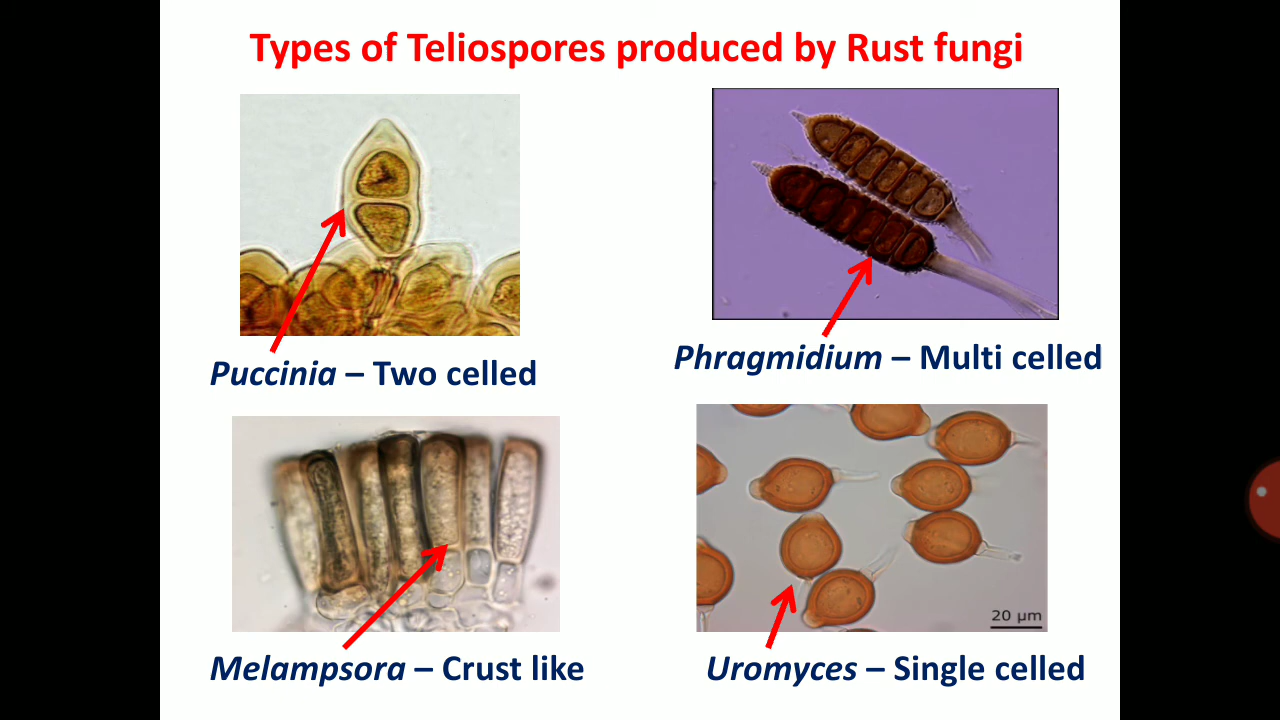 Types of Teliospores produced by Rust fungi
Puccinia – Two celled
Phragmidium – Multi celled
20 µm
Melampsora – Crust like
Uromyces – Single celled